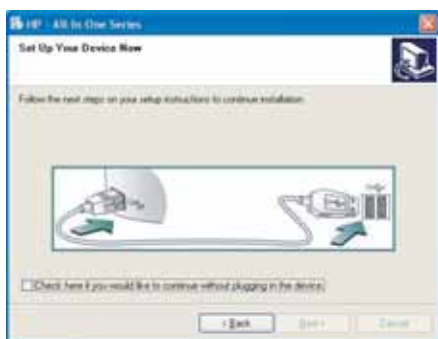 HP - All In One Series
Set Up Your Device Now
Follow the next steps on your setup instructions to continue installation.
Check here if you would like to continue without plugging in the device.
< Back
Next >
Cancel